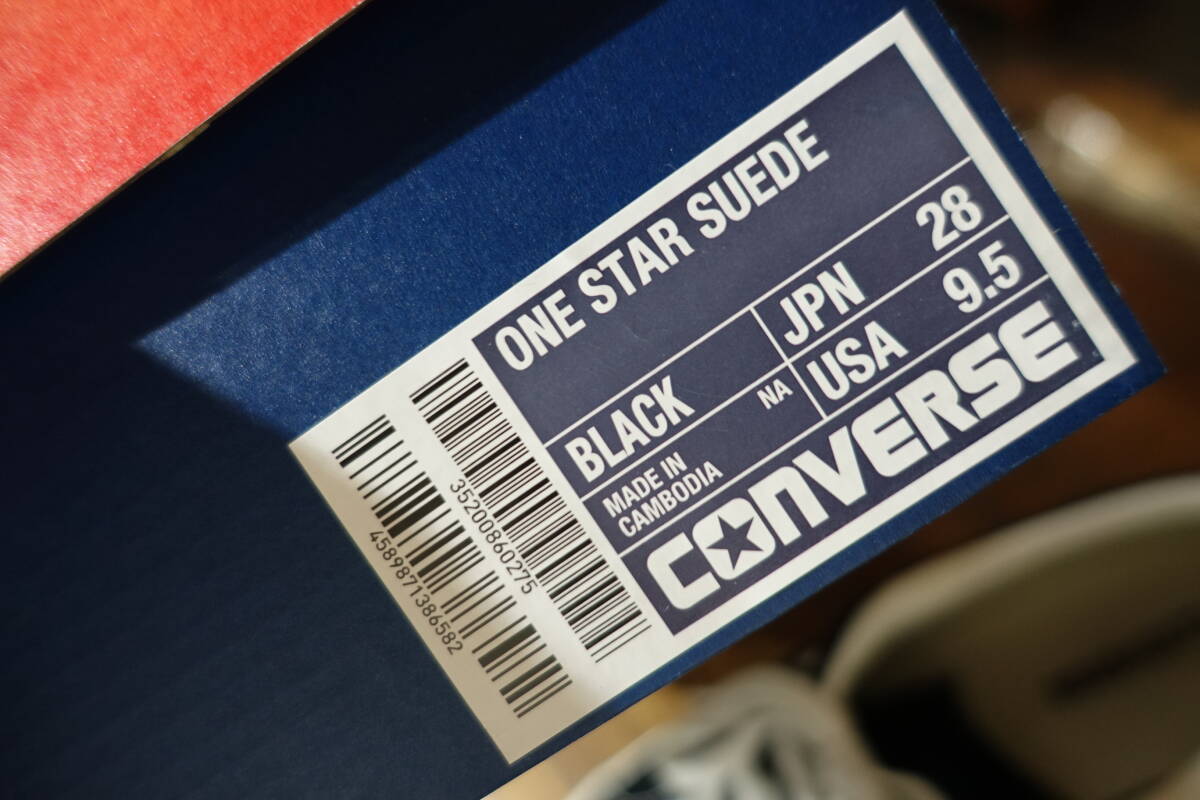 ONE STAR SUEDE
BLACK
JPN 28
NA
USA 9.5
MADE IN
CAMBODIA
CONVERSE
35200860275
4589871386582